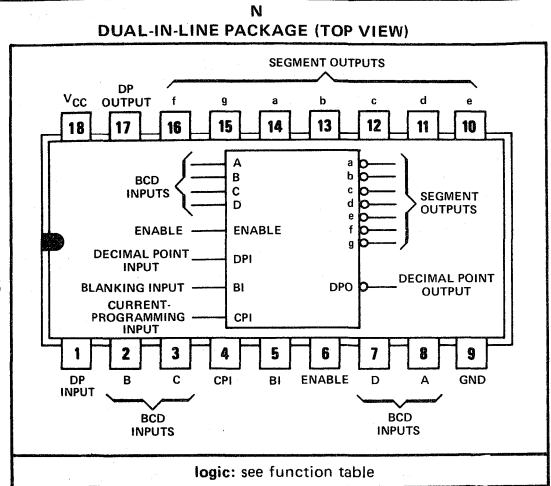 N
DUAL-IN-LINE PACKAGE (TOP VIEW)
SEGMENT OUTPUTS
VCC
DP
OUTPUT
f g a b c d e
18 17 16 15 14 13 12 11 10
BCD
INPUTS
A
B
C
D
ENABLE
ENABLE
DECIMAL POINT
INPUT
DPI
BLANKING INPUT
BI
CURRENT-
PROGRAMMING
INPUT
CPI
a
b
c
d
e
f
g
SEGMENT
OUTPUTS
DPO
DECIMAL POINT
OUTPUT
1 2 3 4 5 6 7 8 9
DP
INPUT
B C CPI BI ENABLE D A GND
BCD
INPUTS
BCD
INPUTS
logic: see function table